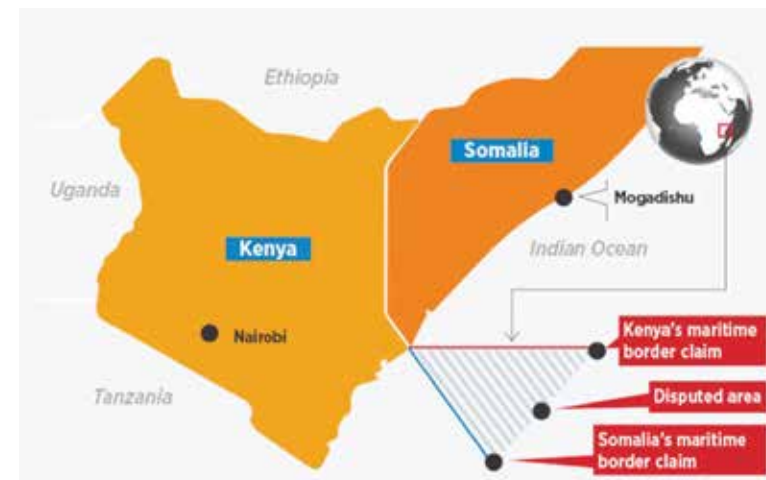 Ethiopia
Somalia
Uganda
Mogadishu
Kenya
Indian Ocean
Nairobi
Kenya's maritime
border claim
Tanzania
Disputed area
Somalia's maritime
border claim